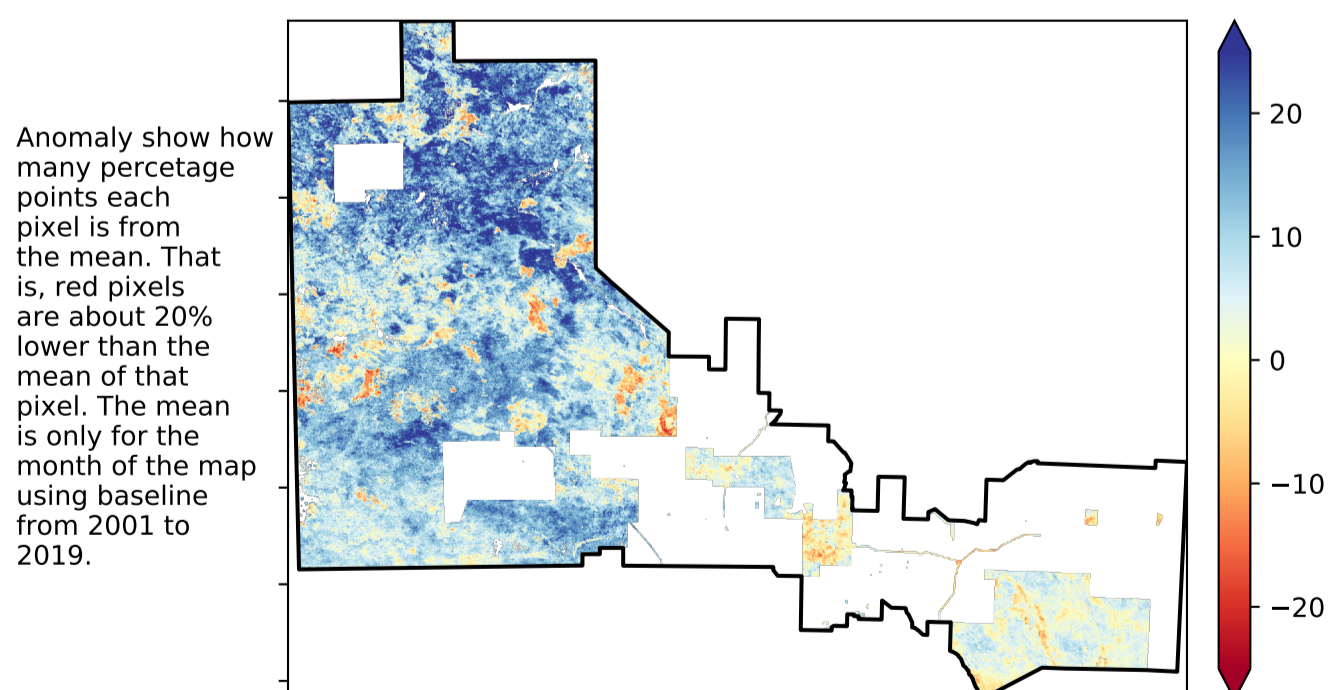 Anomaly show how
many percetage
points each
pixel is from
the mean. That
is, red pixels
are about 20%
lower than the
mean of that
pixel. The mean
is only for the
month of the map
using baseline
from 2001 to
2019.
20
10
0
−10
−20